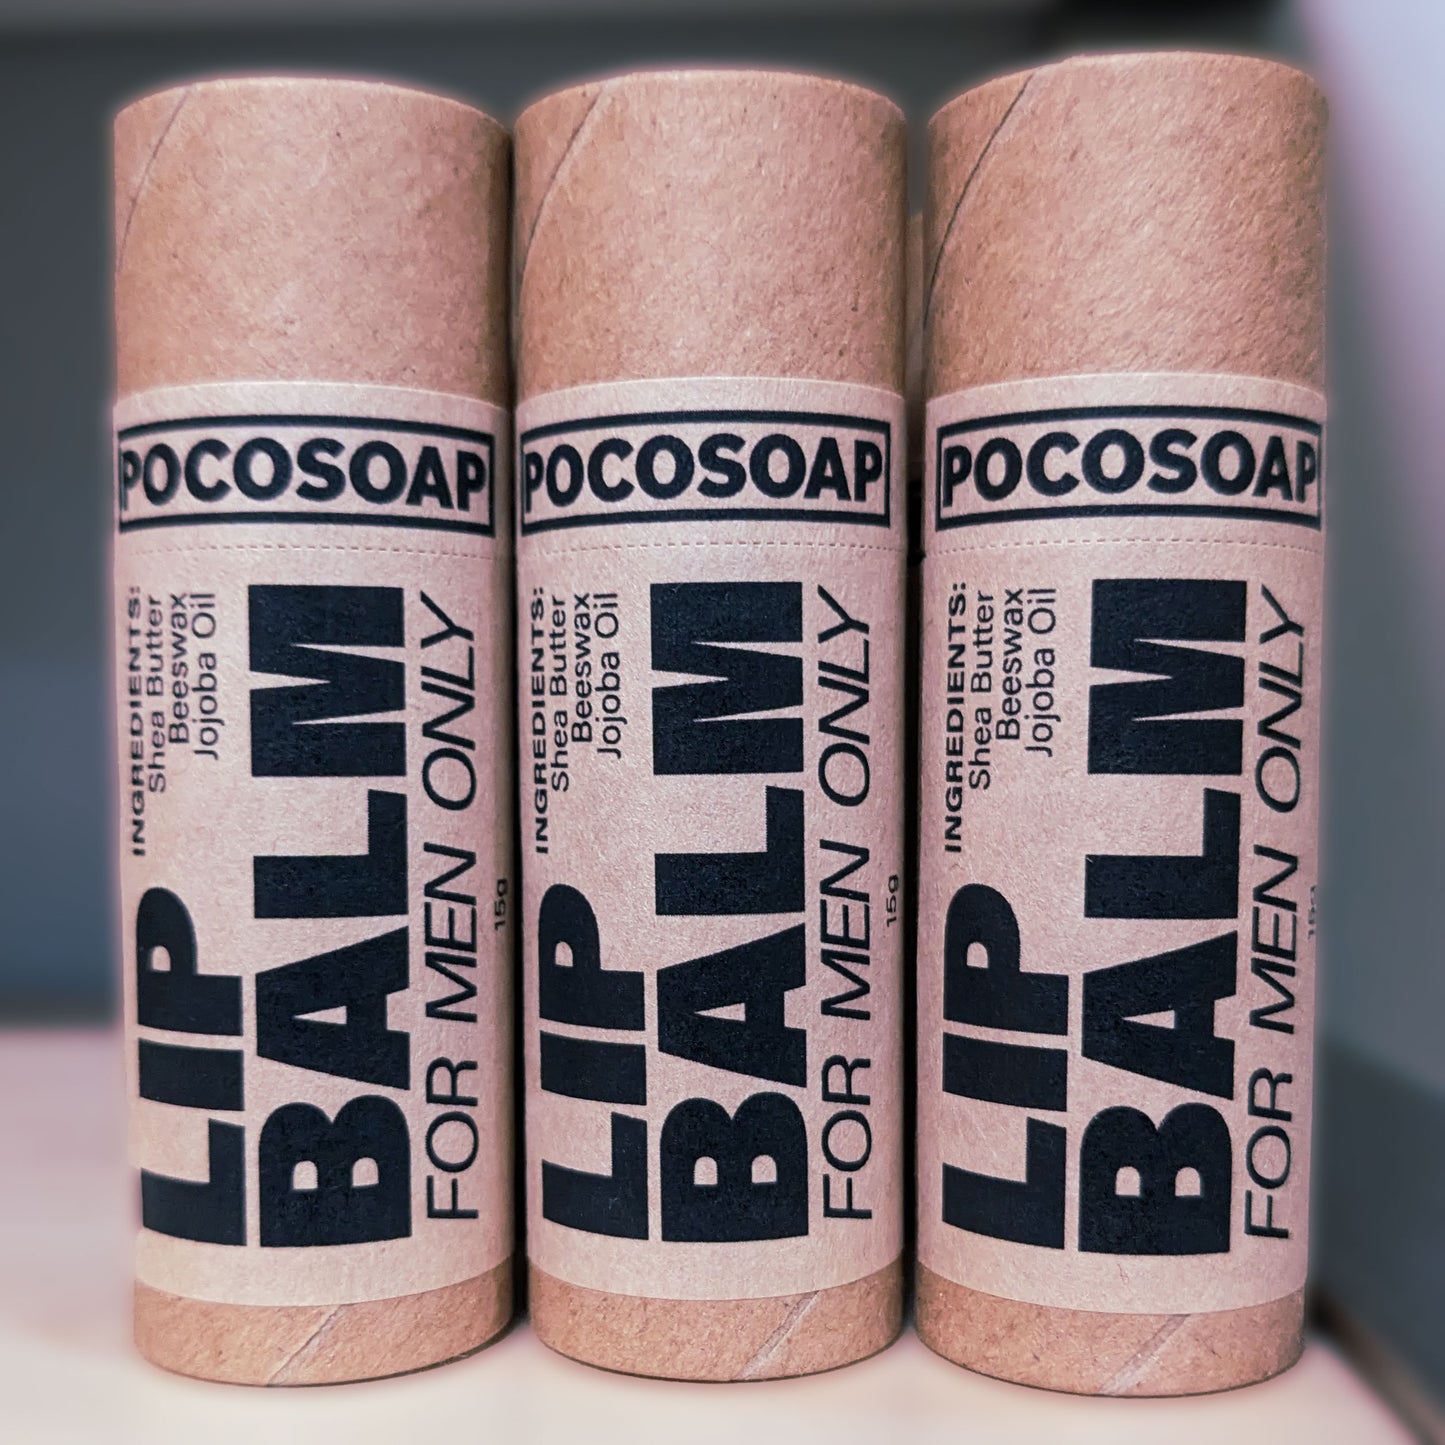 POCOSOAP
INGREDIENTS:
Shea Butter
Beeswax
Jojoba Oil
LIP
BALM
FOR MEN ONLY
15g
POCOSOAP
INGREDIENTS:
Shea Butter
Beeswax
Jojoba Oil
LIP
BALM
FOR MEN ONLY
15g
POCOSOAP
INGREDIENTS:
Shea Butter
Beeswax
Jojoba Oil
LIP
BALM
FOR MEN ONLY
15g